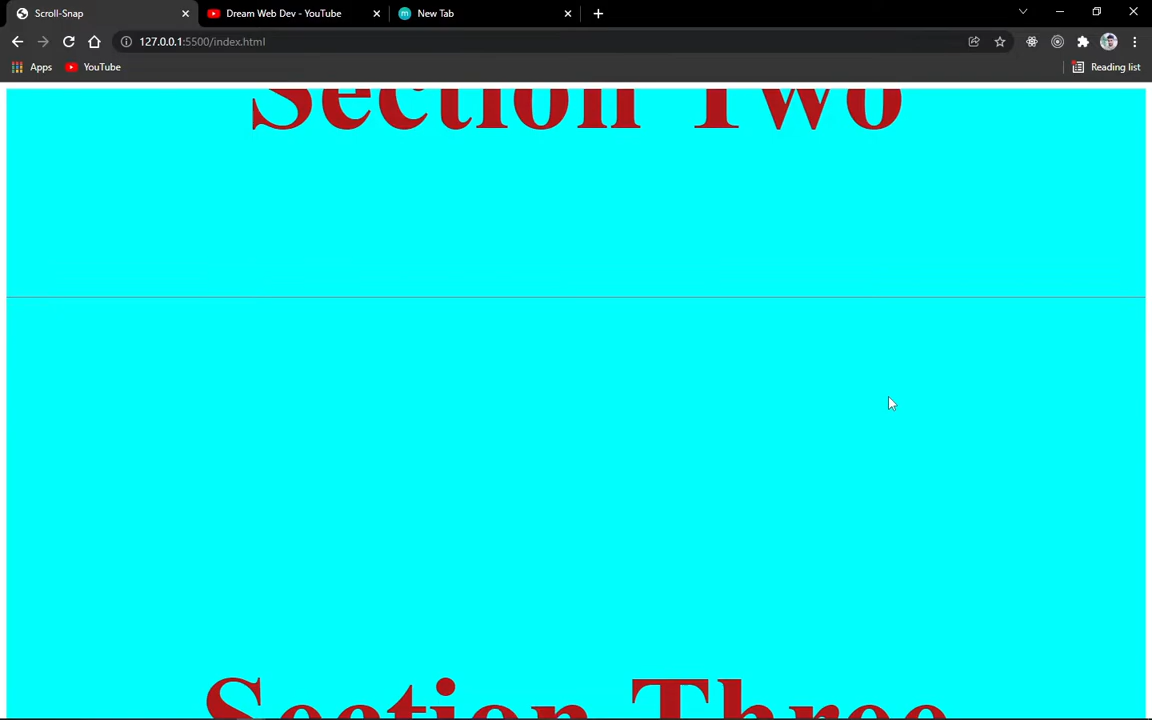 Scroll-Snap
Dream Web Dev - YouTube
New Tab
127.0.0.1:5500/index.html
Apps
YouTube
Reading list
Section Two
Section Three